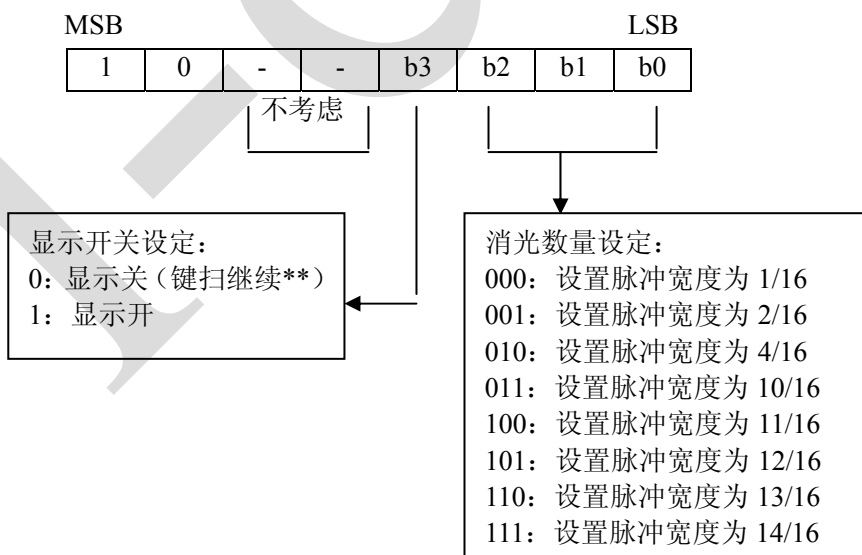 MSB LSB
1 0 - - b3 b2 b1 b0
不考虑
显示开关设定：
0：显示关（键扫继续**）
1：显示开
消光数量设定：
000：设置脉冲宽度为 1/16
001：设置脉冲宽度为 2/16
010：设置脉冲宽度为 4/16
011：设置脉冲宽度为 10/16
100：设置脉冲宽度为 11/16
101：设置脉冲宽度为 12/16
110：设置脉冲宽度为 13/16
111：设置脉冲宽度为 14/16